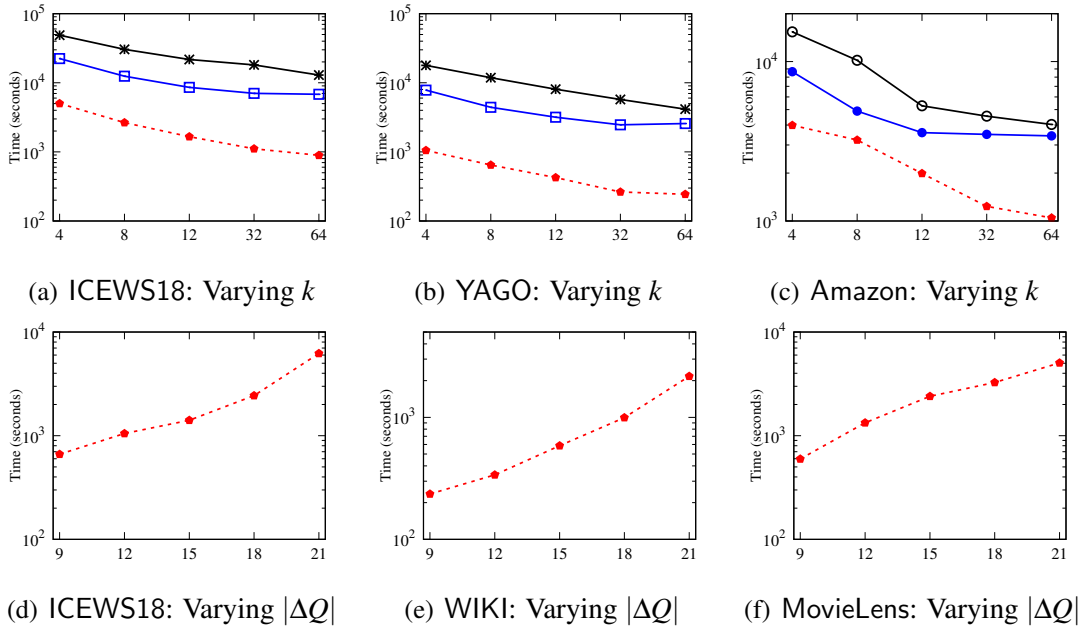 Time (seconds)
10^5
10^4
10^3
10^2
4 8 12 32 64
(a) ICEWS18: Varying k
Time (seconds)
10^5
10^4
10^3
10^2
4 8 12 32 64
(b) YAGO: Varying k
Time (seconds)
10^4
10^3
4 8 12 32 64
(c) Amazon: Varying k
Time (seconds)
10^4
10^3
10^2
9 12 15 18 21
(d) ICEWS18: Varying |ΔQ|
Time (seconds)
10^3
10^2
9 12 15 18 21
(e) WIKI: Varying |ΔQ|
Time (seconds)
10^4
10^3
10^2
9 12 15 18 21
(f) MovieLens: Varying |ΔQ|